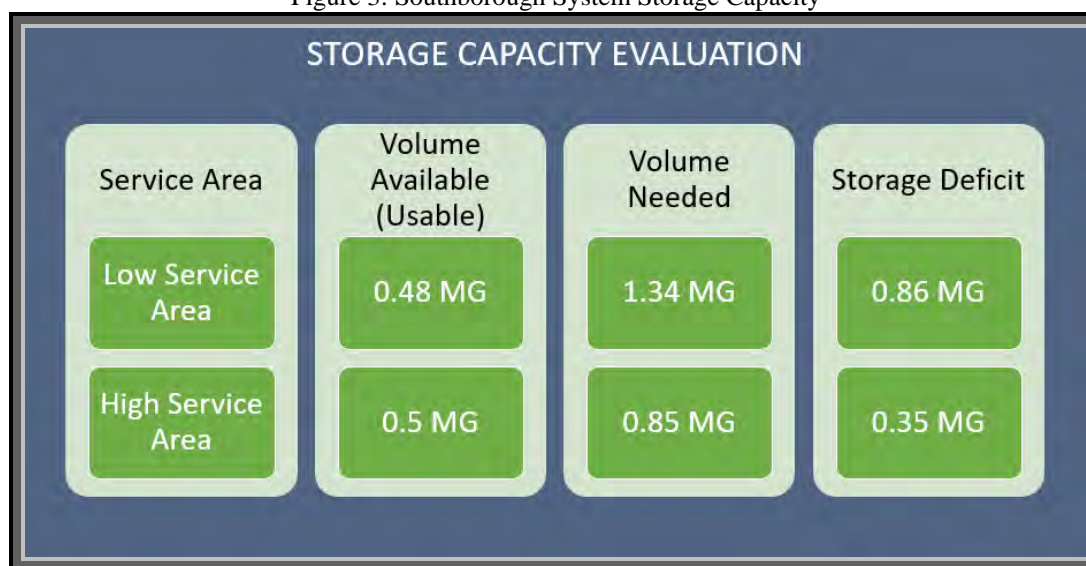 Figure 3: Southborough System Storage Capacity
STORAGE CAPACITY EVALUATION
Service Area
Low Service
Area
High Service
Area
Volume
Available
(Usable)
0.48 MG
0.5 MG
Volume
Needed
1.34 MG
0.85 MG
Storage Deficit
0.86 MG
0.35 MG